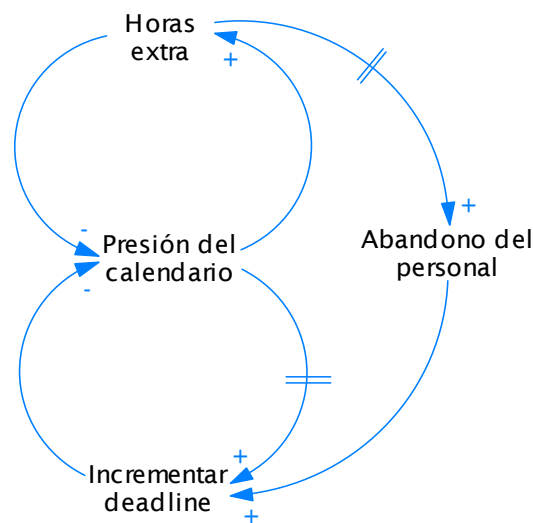 Horas
extra
+
+
-
Presión del
calendario
-
Abandono del
personal
+
Incrementar
deadline
+